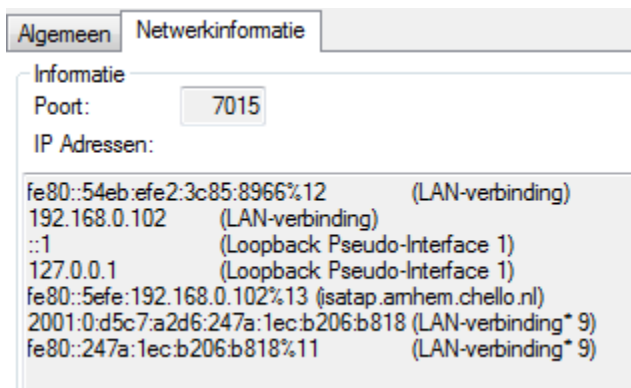 Algemeen Netwerkinformatie
Informatie
Poort: 7015
IP Adressen:
fe80::54eb:efe2:3c85:8966%12 (LAN-verbinding)
192.168.0.102 (LAN-verbinding)
::1 (Loopback Pseudo-Interface 1)
127.0.0.1 (Loopback Pseudo-Interface 1)
fe80::5efe:192.168.0.102%13 (isatap.arnhem.chello.nl)
2001:0:d5c7:a2d6:247a:1ec:b206:b818 (LAN-verbinding* 9)
fe80::247a:1ec:b206:b818%11 (LAN-verbinding* 9)